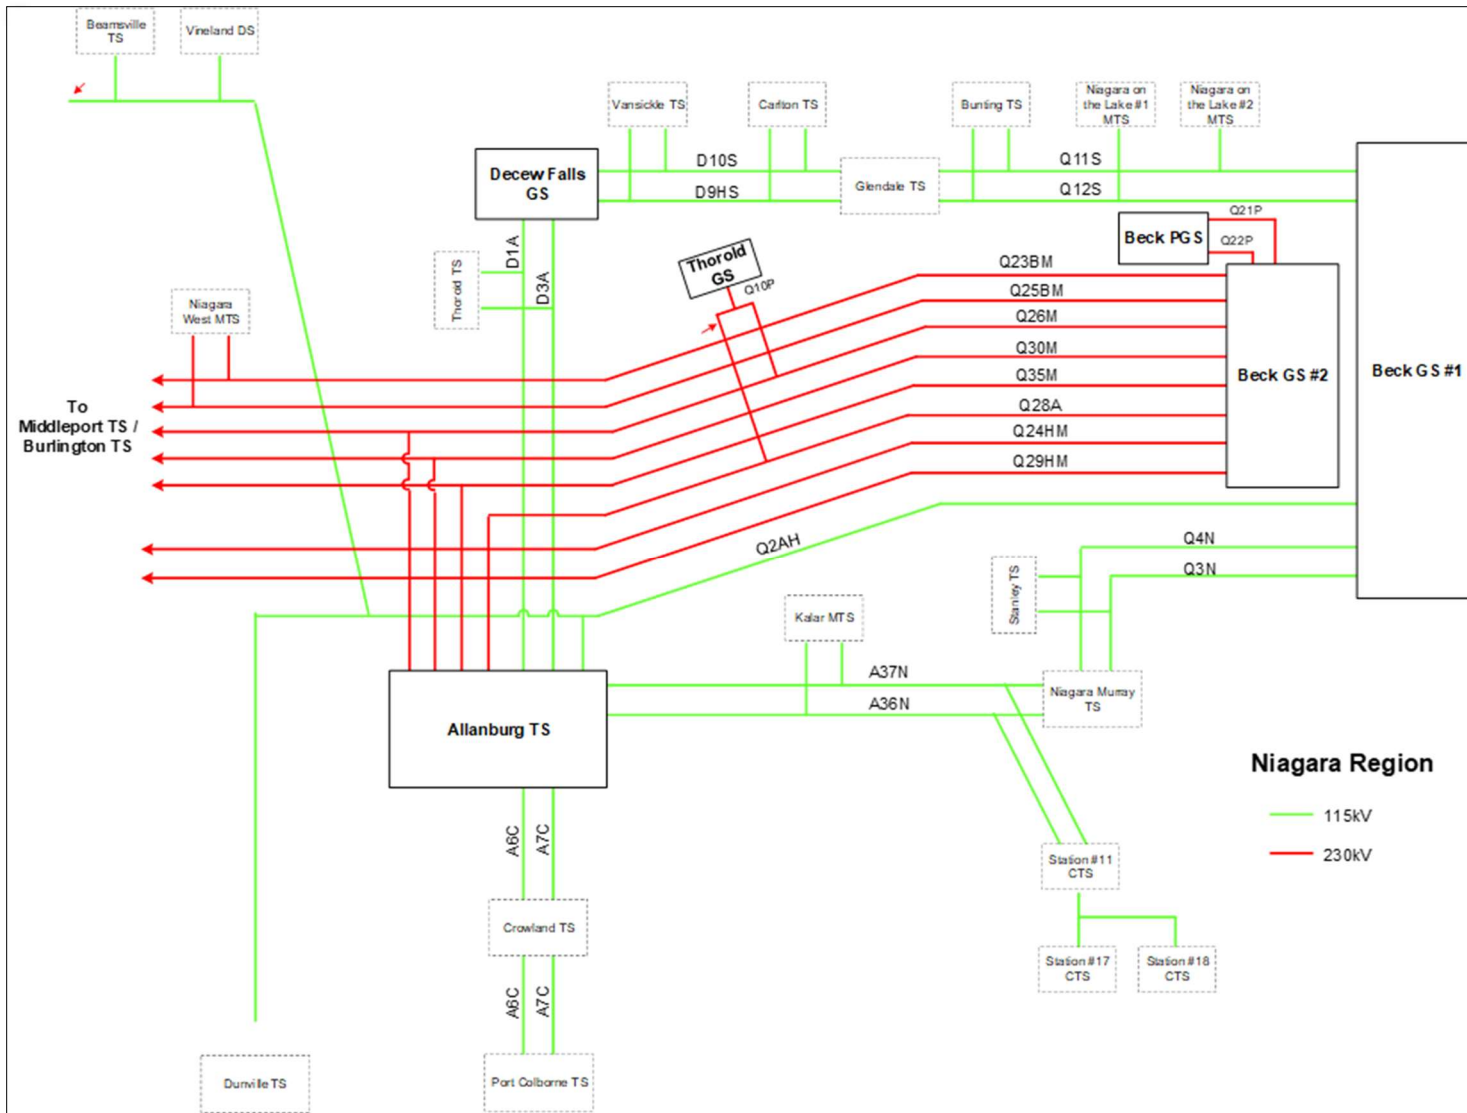 Beamsville
TS
Vineland DS
Vansickle TS
Carlton TS
Bunting TS
Niagara on
the Lake #1
MTS
Niagara on
the Lake #2
MTS
Decew Falls
GS
D10S
D9HS
Glendale TS
Q11S
Q12S
Beck GS #1
Beck PGS
Q21P
Q22P
Thorold TS
D1A
D3A
Thorold
GS
Q10P
Q23BM
Q25BM
Q26M
Q30M
Q35M
Q28A
Q24HM
Q29HM
Beck GS #2
Niagara
West MTS
To
Middleport TS /
Burlington TS
Q2AH
Q4N
Q3N
Stanley TS
Kalar MTS
A37N
A36N
Niagara Murray
TS
Allanburg TS
Niagara Region
115kV
230kV
A6C
A7C
Station #11
CTS
Crowland TS
Station #17
CTS
Station #18
CTS
A6C
A7C
Dunville TS
Port Colborne TS